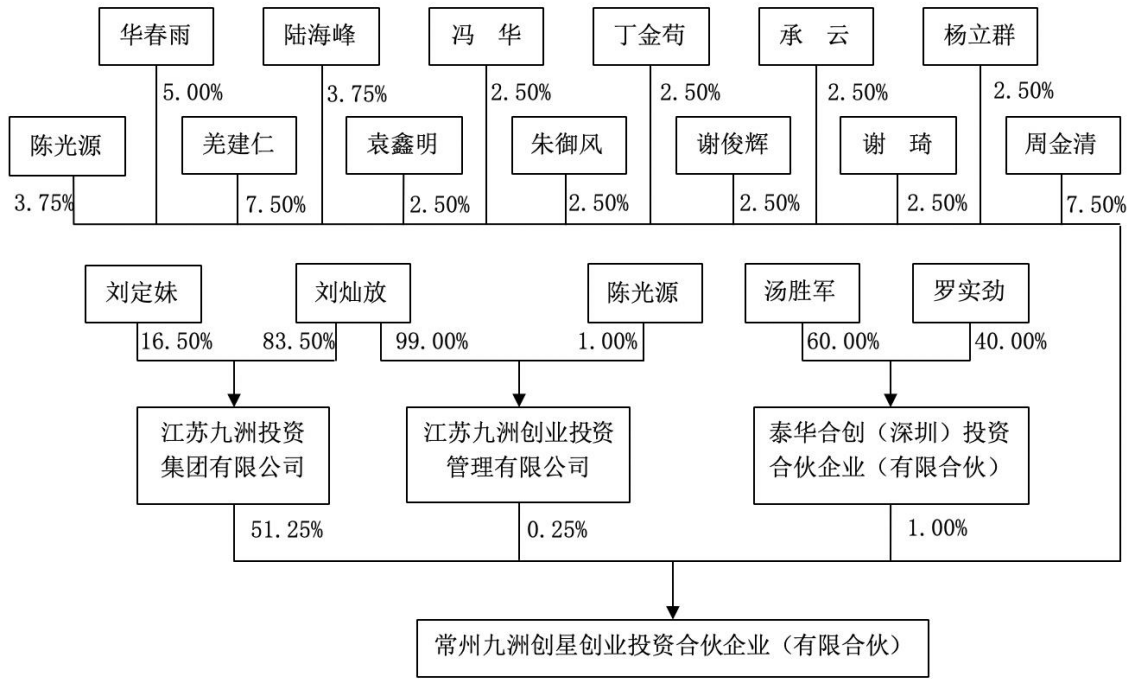 华春雨
陆海峰
冯 华
丁金苟
承 云
杨立群
5.00%
3.75%
2.50%
2.50%
2.50%
2.50%
陈光源
羌建仁
袁鑫明
朱御风
谢俊辉
谢 琦
周金清
3.75%
7.50%
2.50%
2.50%
2.50%
2.50%
7.50%
刘定妹
刘灿放
陈光源
汤胜军
罗实劲
16.50%
83.50%
99.00%
1.00%
60.00%
40.00%
江苏九洲投资
集团有限公司
江苏九洲创业投资
管理有限公司
泰华合创（深圳）投资
合伙企业（有限合伙）
51.25%
0.25%
1.00%
常州九洲创星创业投资合伙企业（有限合伙）